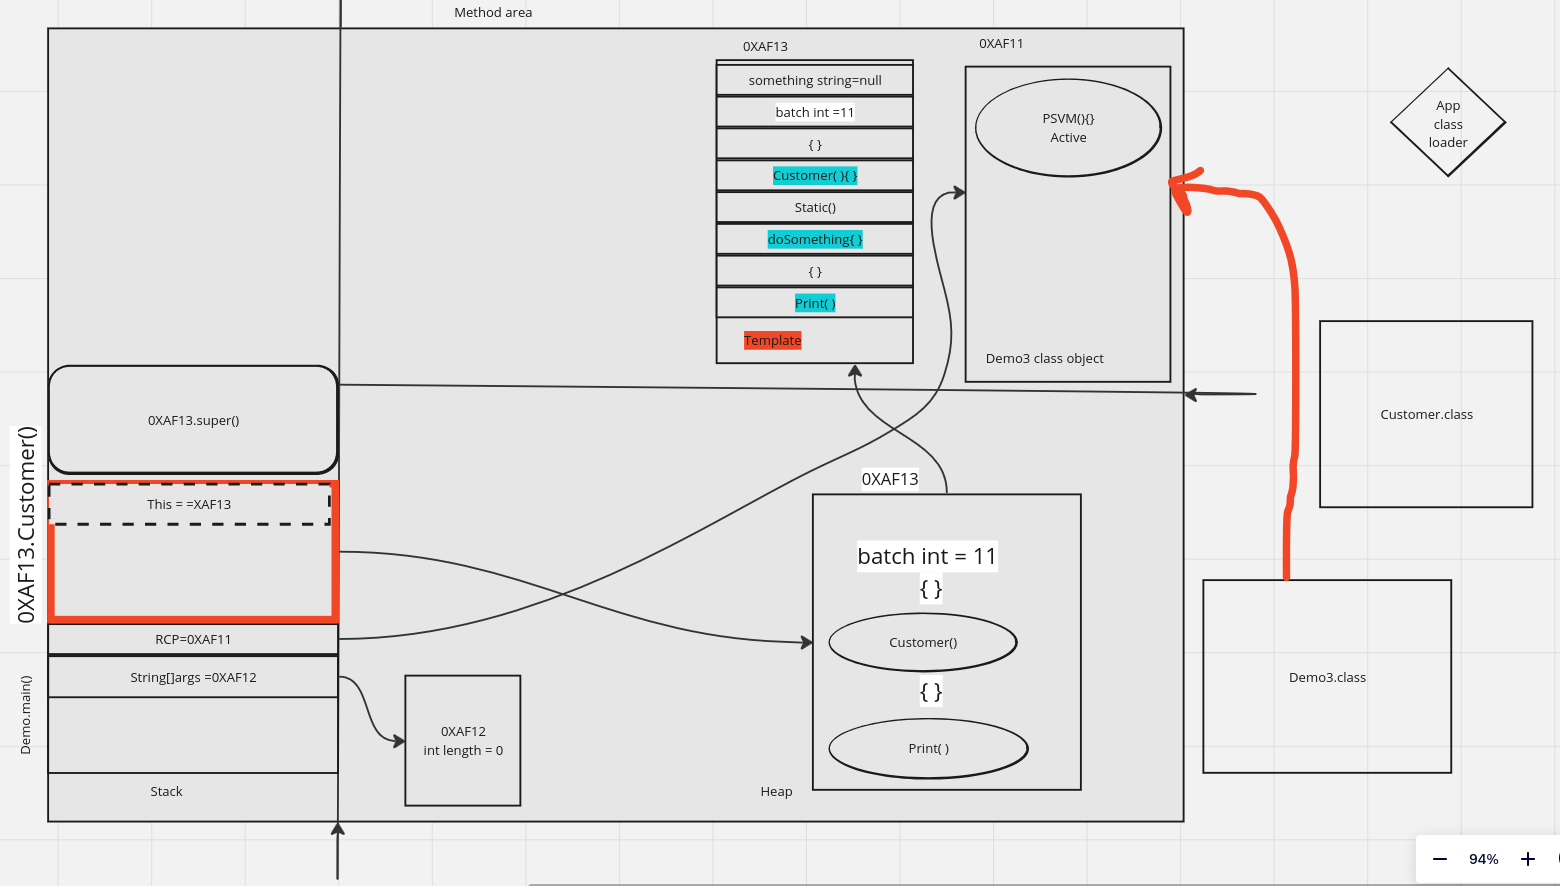 Method area
0XAF13
something string=null
batch int =11
{ }
Customer( ){ }
Static()
doSomething{ }
{ }
Print( )
Template
0XAF11
PSVM(){}
Active
Demo3 class object
App
class
loader
Customer.class
Demo3.class
0XAF13.super()
0XAF13.Customer()
This = =XAF13
RCP=0XAF11
String[]args =0XAF12
Demo.main()
Stack
0XAF12
int length = 0
Heap
0XAF13
batch int = 11
{ }
Customer()
{ }
Print( )
94%